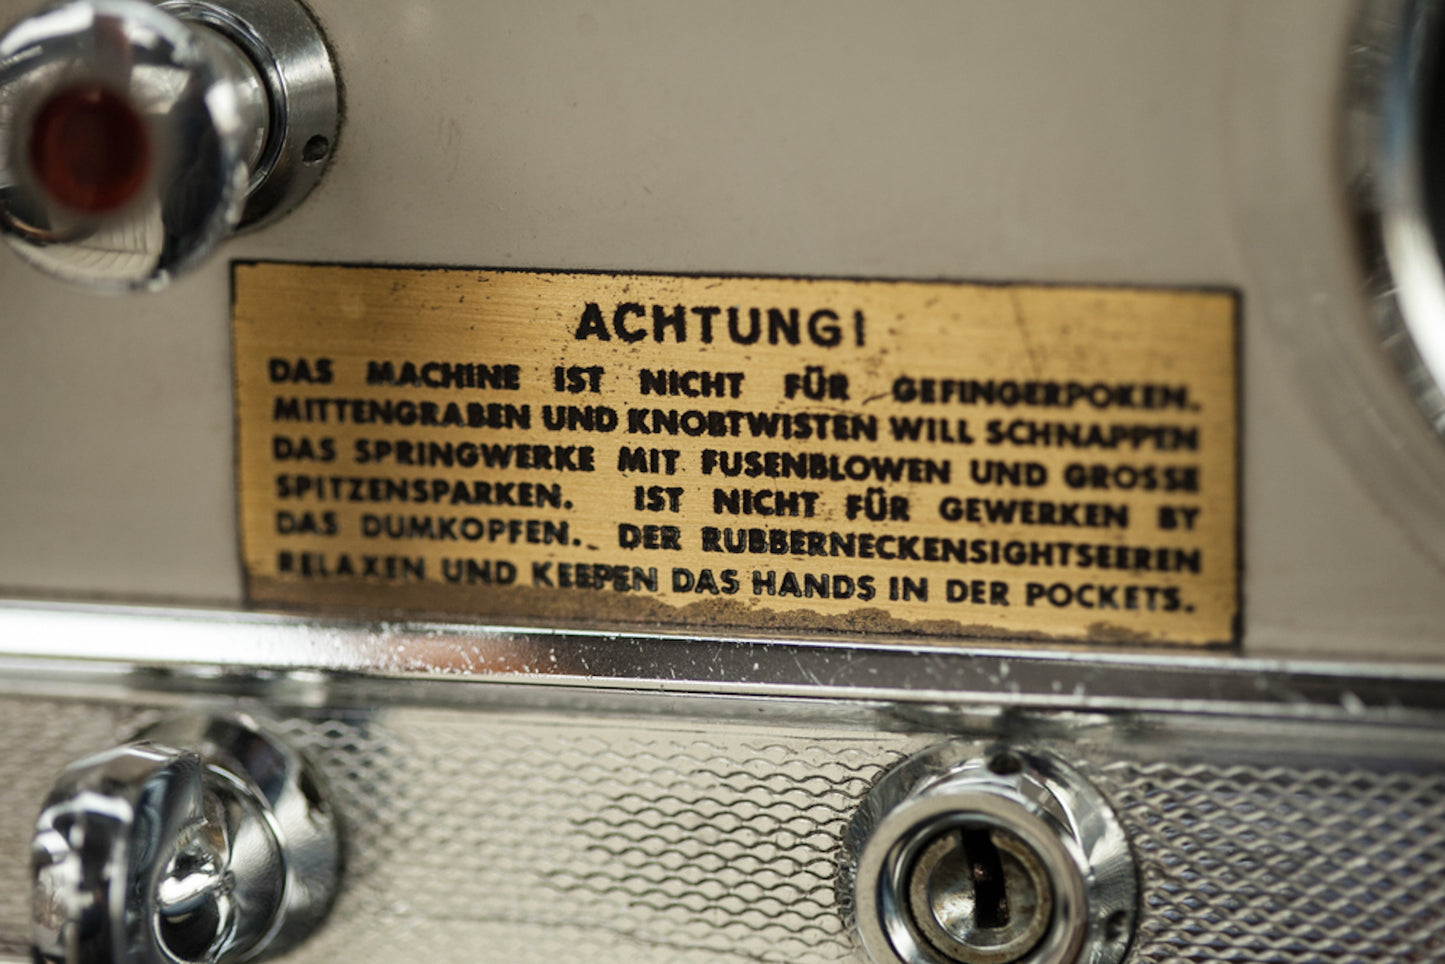 ACHTUNG!
DAS MACHINE IST NICHT FÜR GEFINGERPOKEN.
MITTENGRABEN UND KNOBTWISTEN WILL SCHNAPPEN
DAS SPRINGWERKE MIT FUSENBLOWEN UND GROSSE
SPITZENSPARKEN. IST NICHT FÜR GEWERKEN BY
DAS DUMKOPFEN. DER RUBBERNECKENSIGHTSEEREN
RELAXEN UND KEEPEN DAS HANDS IN DER POCKETS.